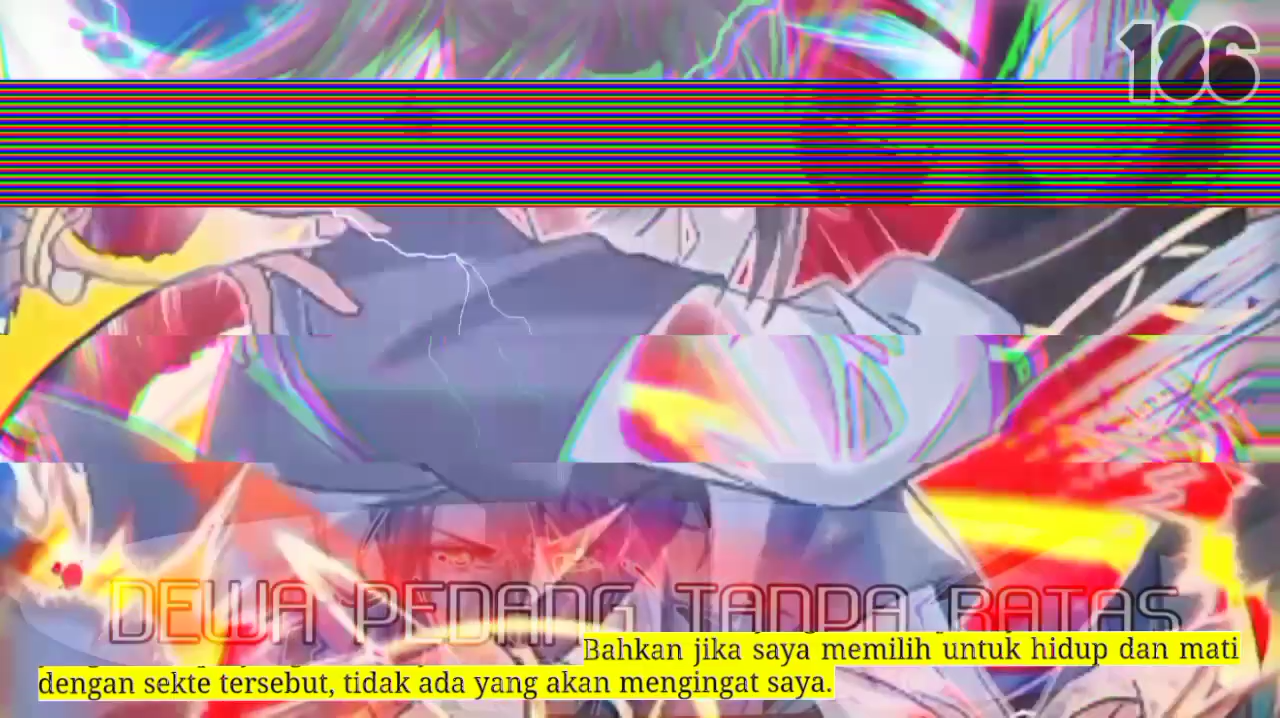 186
DEWA PEDANG TANPA BATAS
Bahkan jika saya memilih untuk hidup dan mati
dengan sekte tersebut, tidak ada yang akan mengingat saya.